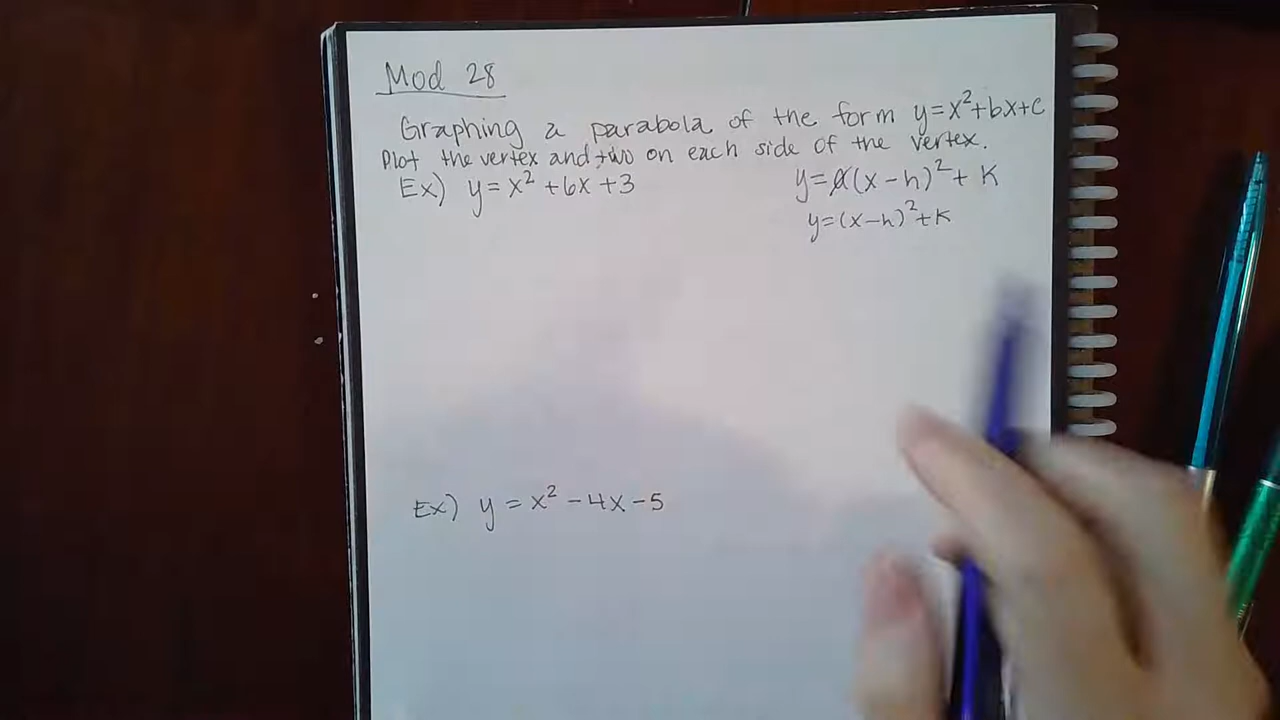 Mod 28
Graphing a parabola of the form y=x²+bx+c
Plot the vertex and two on each side of the vertex.
Ex) y=x²+6x+3
y=a(x-h)²+k
y=(x-h)²+k
Ex) y=x²-4x-5